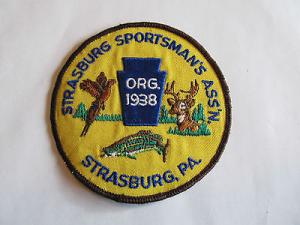 STRASBURG SPORTSMAN'S ASS'N.
ORG.
1938
STRASBURG, PA.